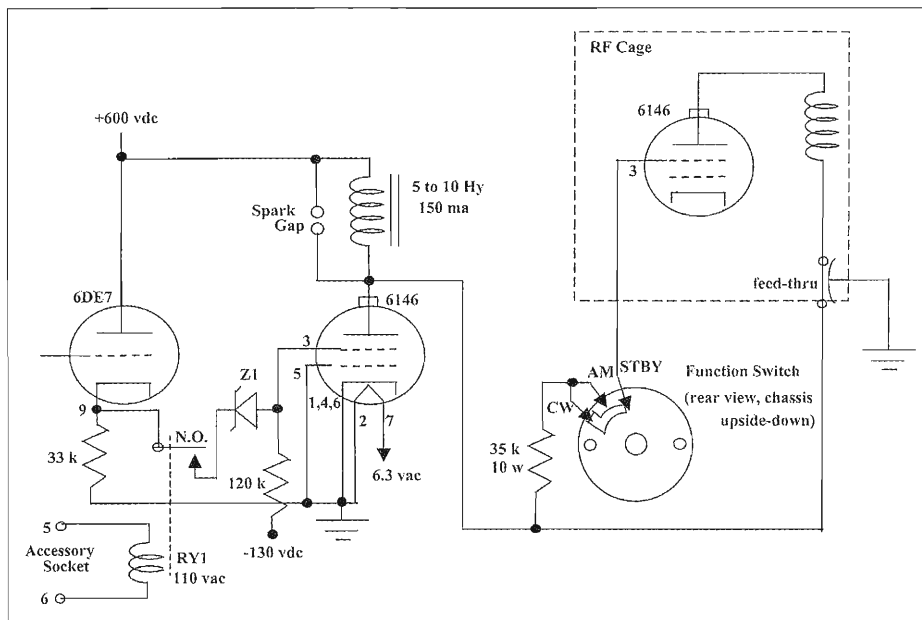 RF Cage
6146
3
+600 vdc
5 to 10 Hy
150 ma
Spark
Gap
feed-thru
6DE7
6146
3
5
Z1
1,4,6
2
7
9
N.O.
33 k
120 k
6.3 vac
-130 vdc
AM
STBY
CW
Function Switch
(rear view, chassis
upside-down)
35 k
10 w
5
Accessory
Socket
6
RY1
110 vac